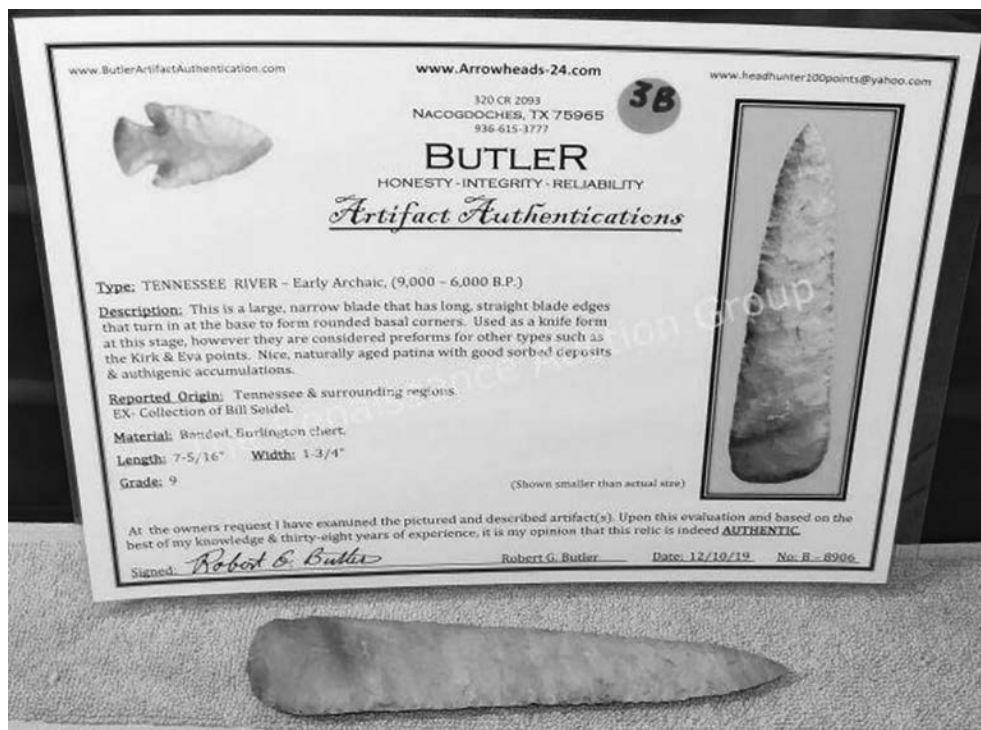 www.ButlerArtifactAuthentication.com
www.Arrowheads-24.com
www.headhunter100points@yahoo.com
320 CR 2093
NACOGDOCHES, TX 75965
936-615-3777
3B
BUTLER
HONESTY-INTEGRITY-RELIABILITY
Artifact Authentications
Type: TENNESSEE RIVER – Early Archaic, (9,000 – 6,000 B.P.)
Description: This is a large, narrow blade that has long, straight blade edges
that turn in at the base to form rounded basal corners. Used as a knife form
at this stage, however they are considered preforms for other types such as
the Kirk & Eva points. Nice, naturally aged patina with good sorbed deposits
& authigenic accumulations.
Reported Origin: Tennessee & surrounding regions.
EX- Collection of Bill Seidel.
Material: Banded, Burlington chert.
Length: 7-5/16" Width: 1-3/4"
Grade: 9
(Shown smaller than actual size)
At the owners request I have examined the pictured and described artifact(s). Upon this evaluation and based on the
best of my knowledge & thirty-eight years of experience, it is my opinion that this relic is indeed AUTHENTIC.
Signed: Robert G. Butler Robert G. Butler Date: 12/10/19 No: B - 8906
Renaissance Auction Group